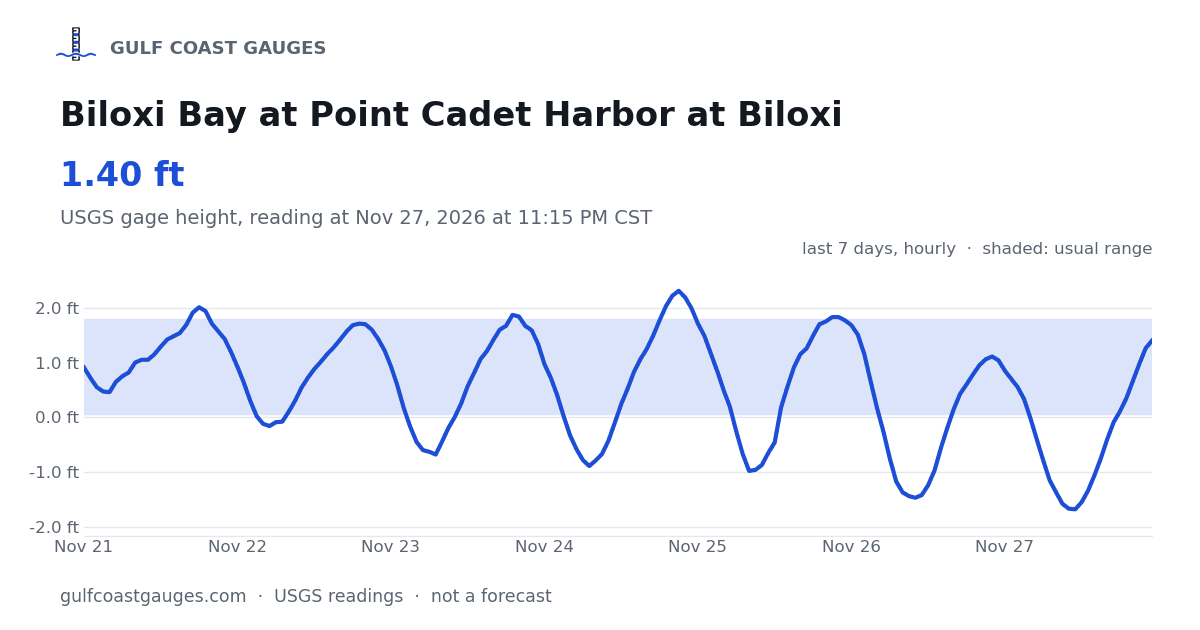 GULF COAST GAUGES
Biloxi Bay at Point Cadet Harbor at Biloxi
1.40 ft
USGS gage height, reading at Nov 27, 2026 at 11:15 PM CST
last 7 days, hourly · shaded: usual range
2.0 ft
1.0 ft
0.0 ft
-1.0 ft
-2.0 ft
Nov 21 Nov 22 Nov 23 Nov 24 Nov 25 Nov 26 Nov 27
gulfcoastgauges.com · USGS readings · not a forecast